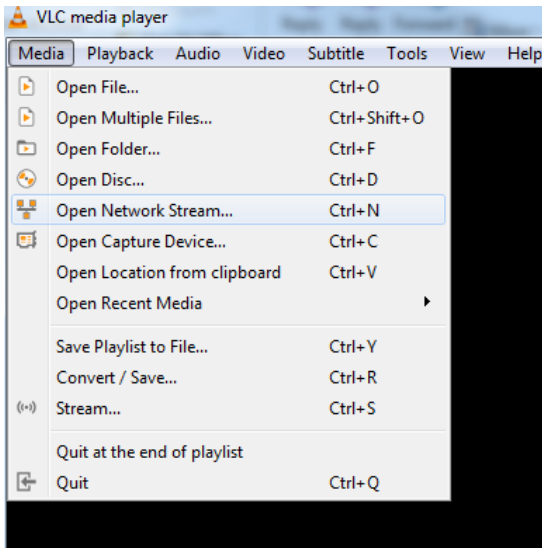 VLC media player
Media Playback Audio Video Subtitle Tools View Help
Open File... Ctrl+O
Open Multiple Files... Ctrl+Shift+O
Open Folder... Ctrl+F
Open Disc... Ctrl+D
Open Network Stream... Ctrl+N
Open Capture Device... Ctrl+C
Open Location from clipboard Ctrl+V
Open Recent Media
Save Playlist to File... Ctrl+Y
Convert / Save... Ctrl+R
Stream... Ctrl+S
Quit at the end of playlist
Quit Ctrl+Q